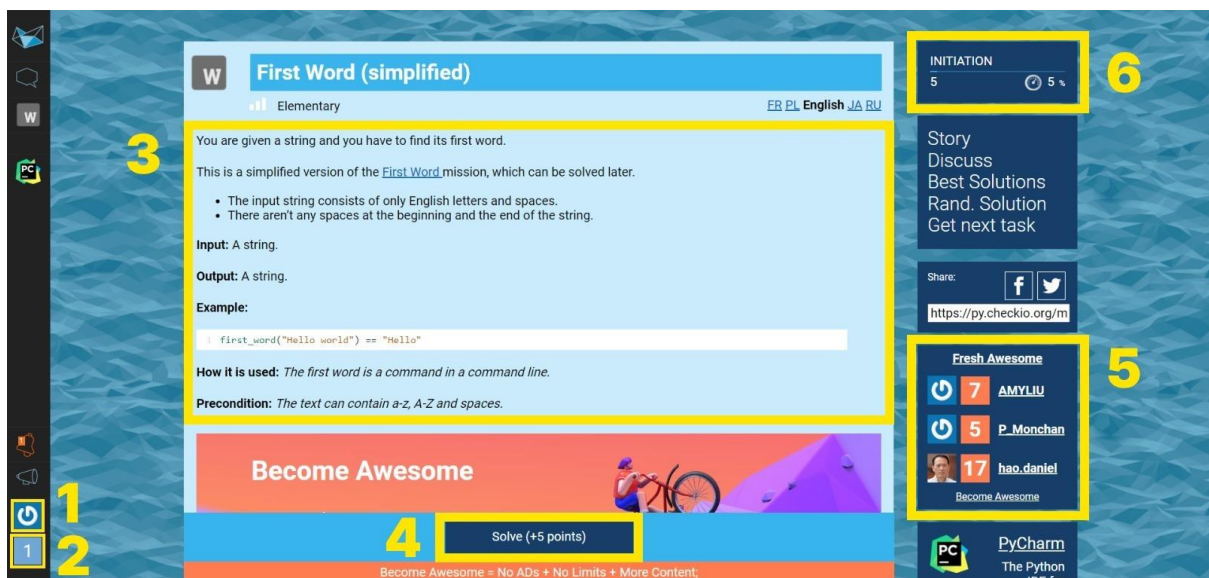 W
First Word (simplified)
Elementary
FR PL English JA RU
3
You are given a string and you have to find its first word.
This is a simplified version of the First Word mission, which can be solved later.
• The input string consists of only English letters and spaces.
• There aren't any spaces at the beginning and the end of the string.
Input: A string.
Output: A string.
Example:
1 first_word("Hello world") == "Hello"
How it is used: The first word is a command in a command line.
Precondition: The text can contain a-z, A-Z and spaces.
Become Awesome
4
Solve (+5 points)
Become Awesome = No ADs + No Limits + More Content;
W
PC
1
1
1
2
INITIATION
5 5 %
6
Story
Discuss
Best Solutions
Rand. Solution
Get next task
Share:
f
https://py.checkio.org/m
Fresh Awesome
5
7 AMYLIU
5 P_Monchan
17 hao.daniel
Become Awesome
PC
PyCharm
The Python